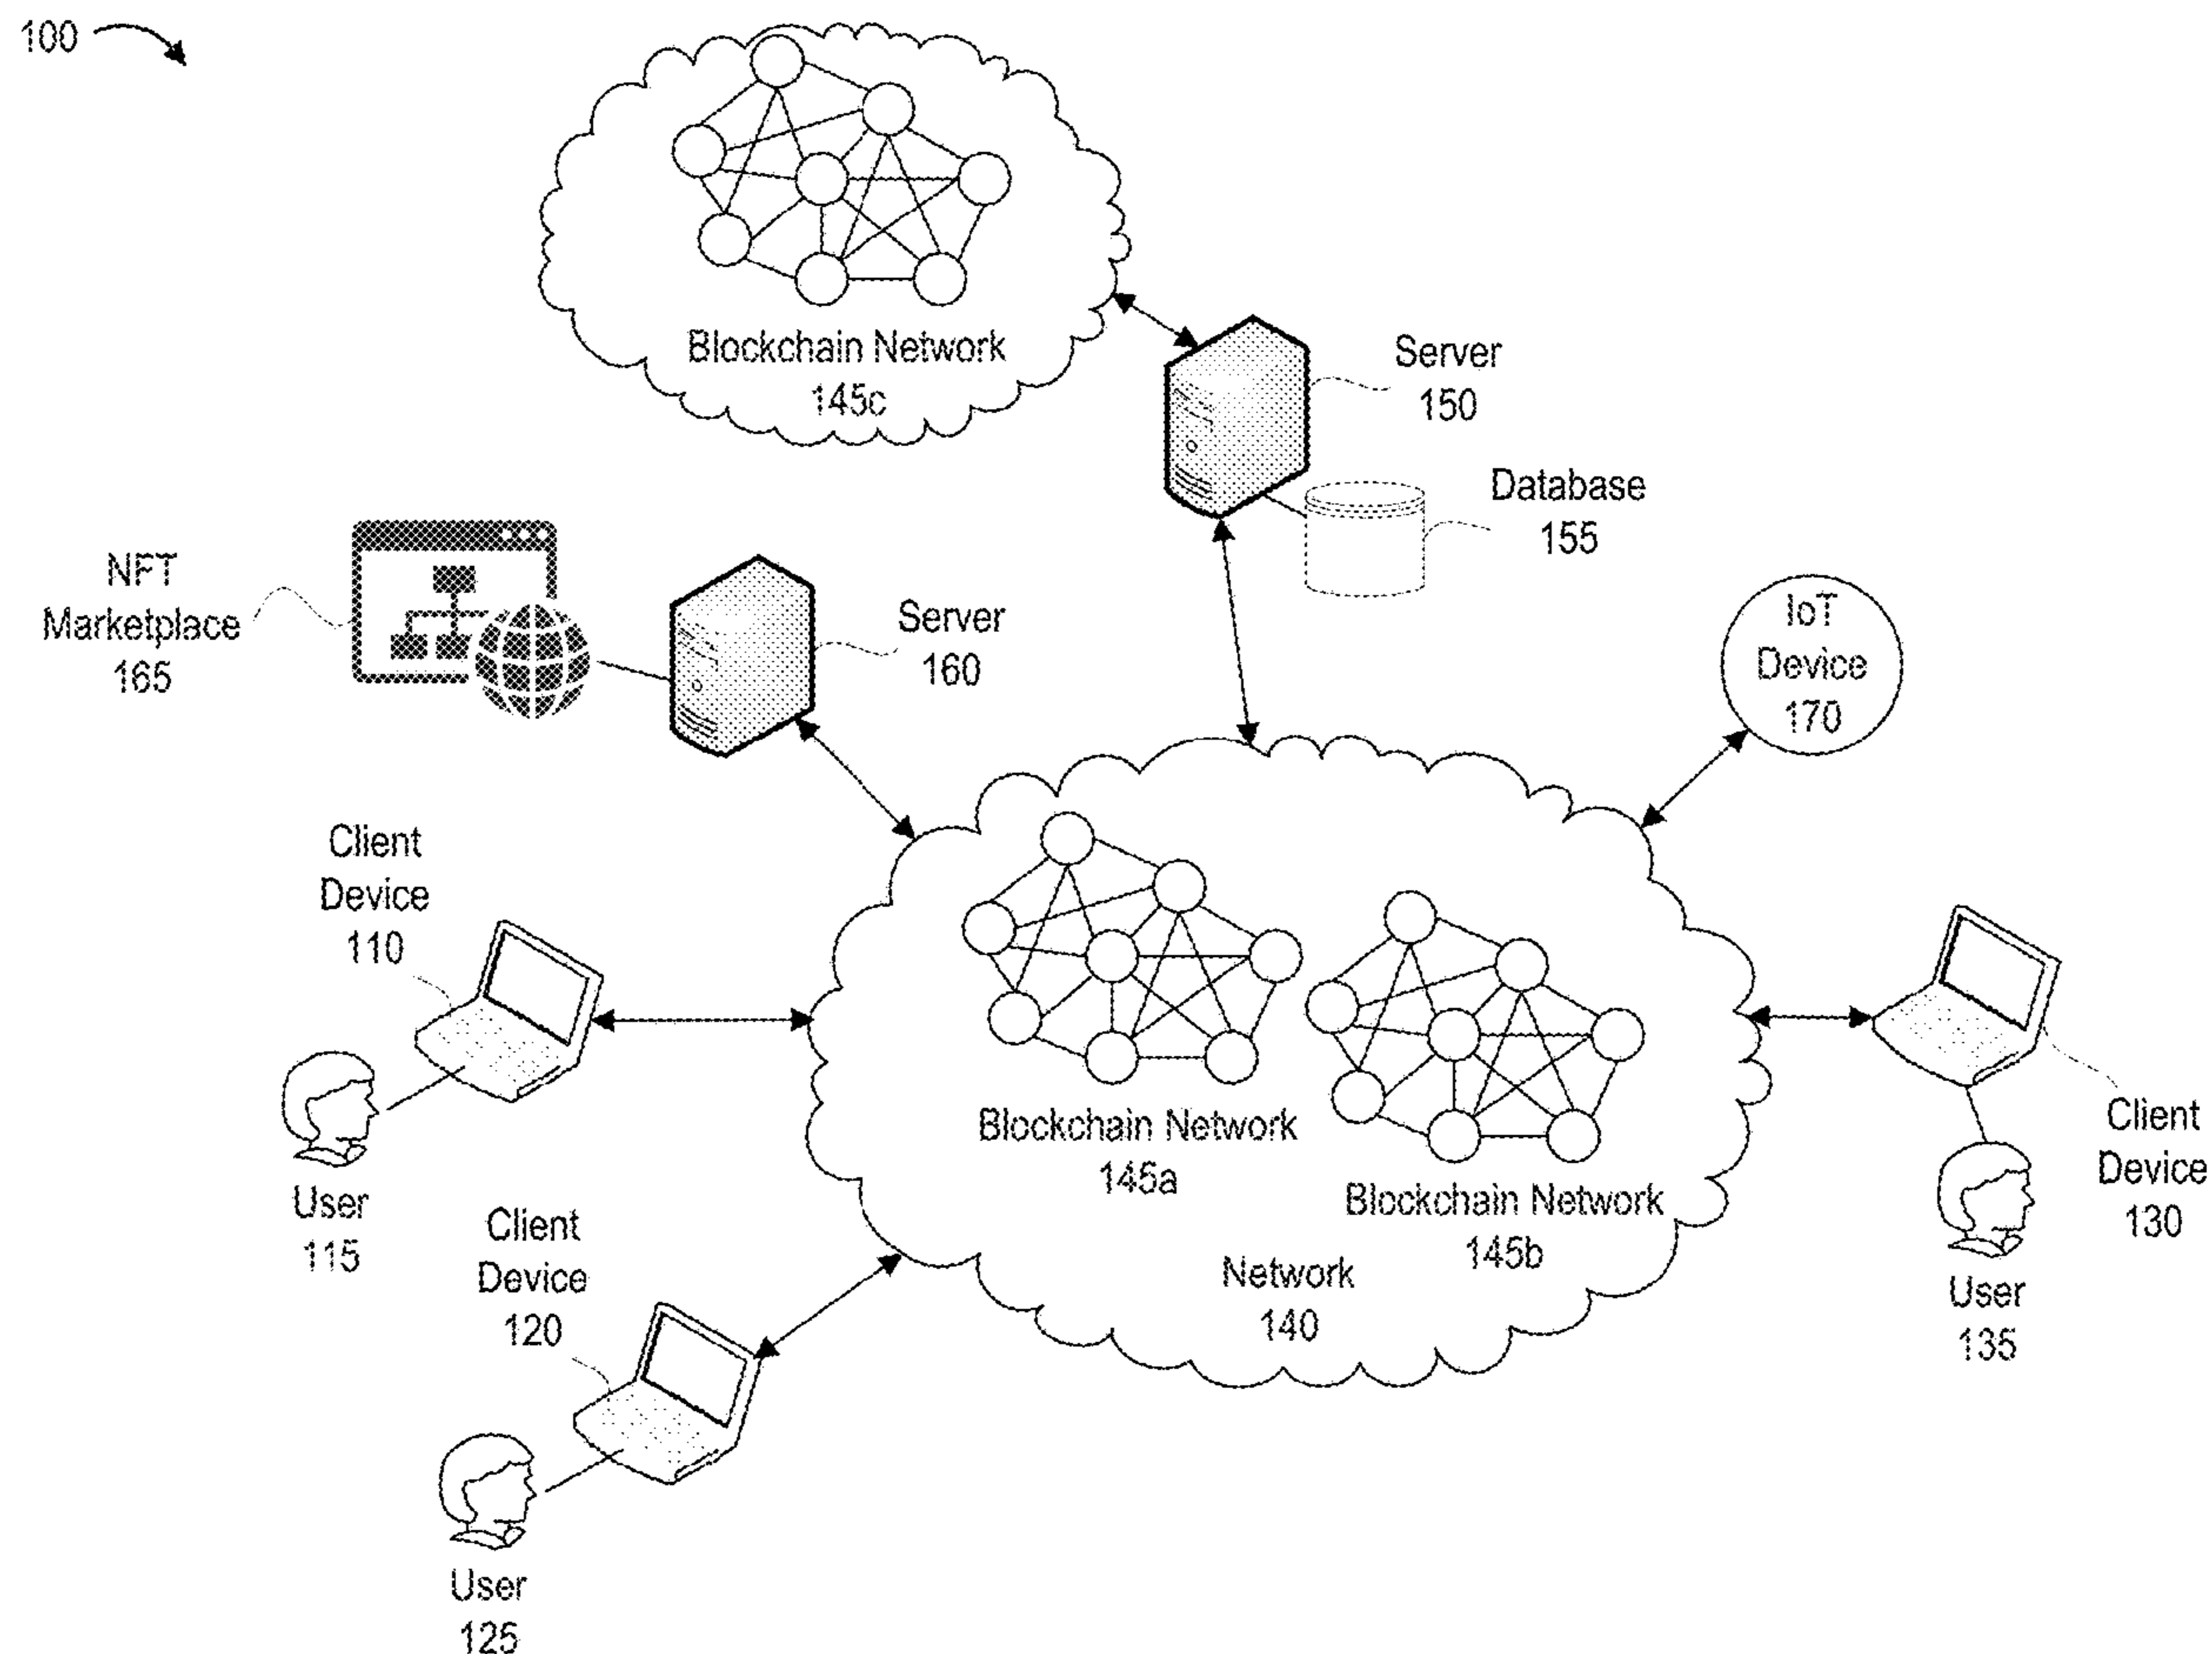 100
Blockchain Network
145c
Server
150
Database
155
NFT
Marketplace
165
Server
160
IoT
Device
170
Client
Device
110
User
115
Client
Device
120
User
125
Blockchain Network
145a
Blockchain Network
145b
Network
140
Client
Device
130
User
135